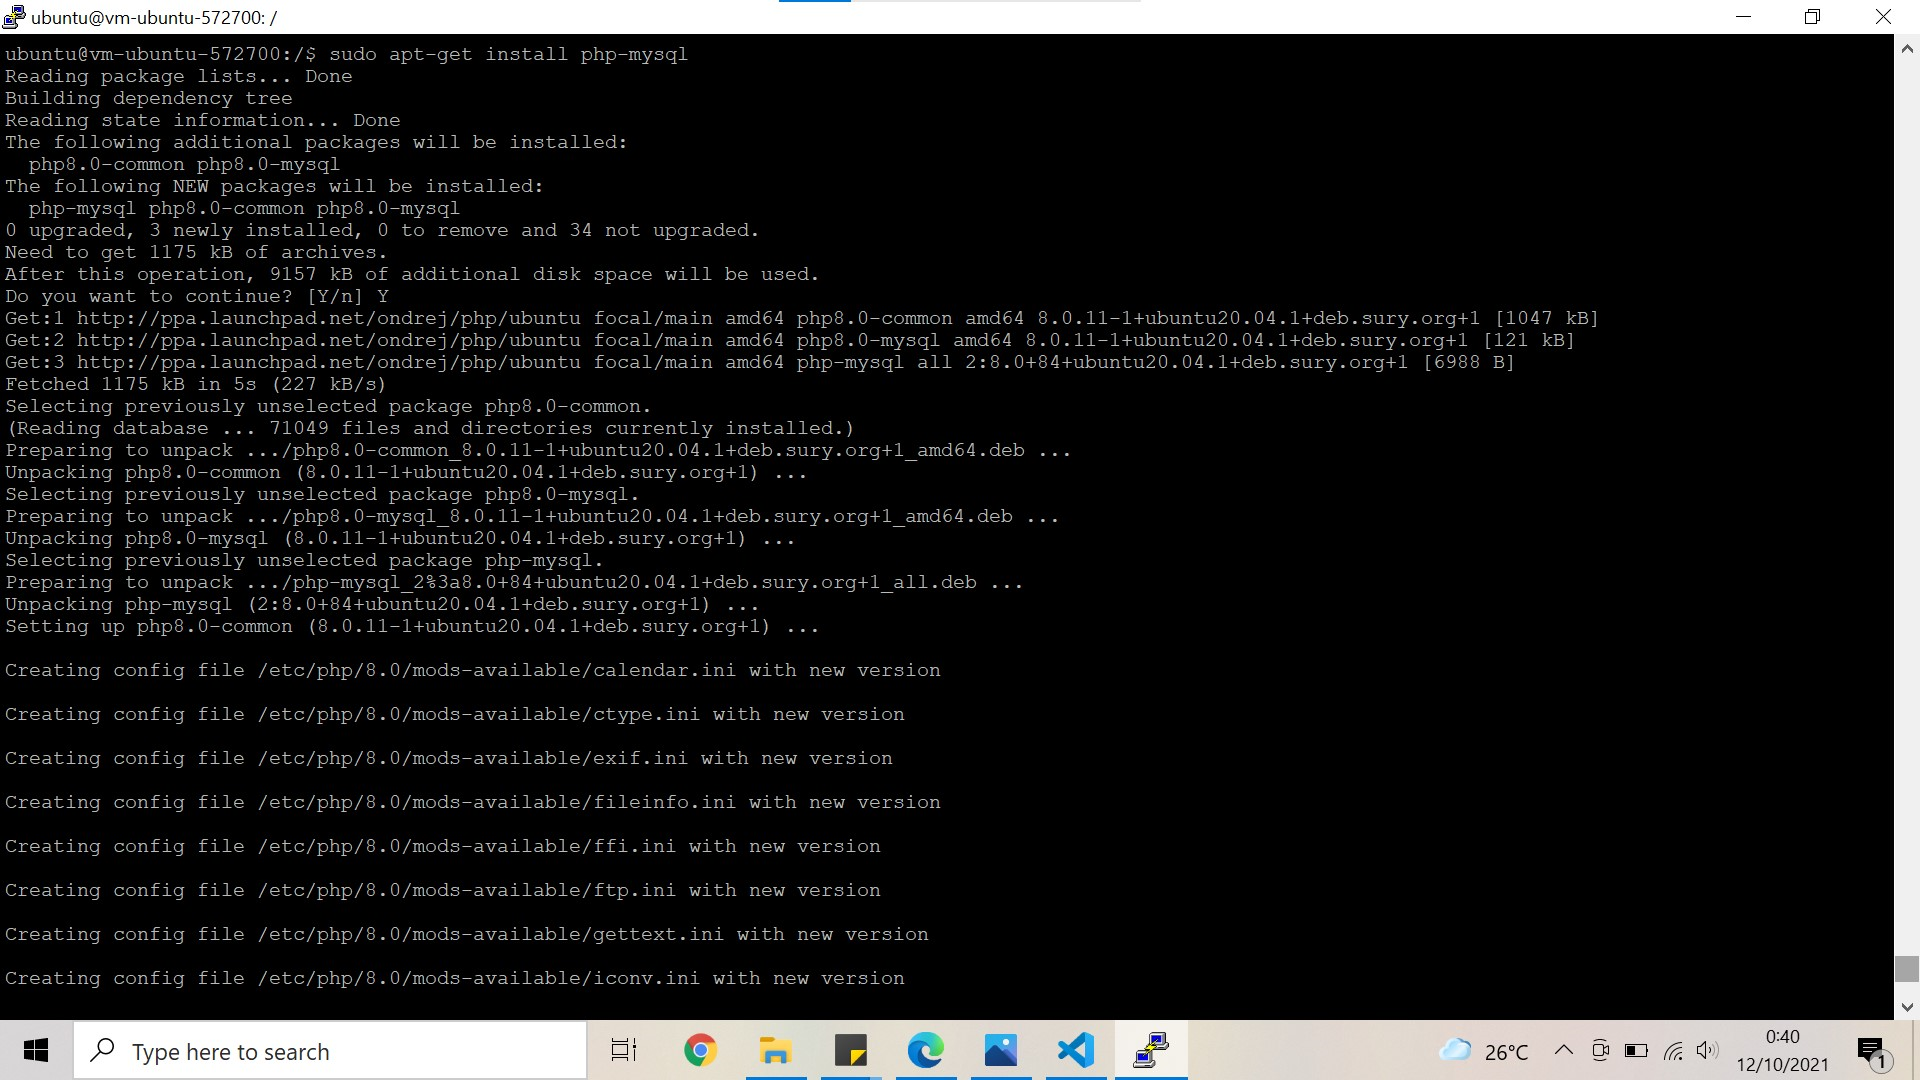 ubuntu@vm-ubuntu-572700: /
ubuntu@vm-ubuntu-572700:/$ sudo apt-get install php-mysql
Reading package lists... Done
Building dependency tree
Reading state information... Done
The following additional packages will be installed:
  php8.0-common php8.0-mysql
The following NEW packages will be installed:
  php-mysql php8.0-common php8.0-mysql
0 upgraded, 3 newly installed, 0 to remove and 34 not upgraded.
Need to get 1175 kB of archives.
After this operation, 9157 kB of additional disk space will be used.
Do you want to continue? [Y/n] Y
Get:1 http://ppa.launchpad.net/ondrej/php/ubuntu focal/main amd64 php8.0-common amd64 8.0.11-1+ubuntu20.04.1+deb.sury.org+1 [1047 kB]
Get:2 http://ppa.launchpad.net/ondrej/php/ubuntu focal/main amd64 php8.0-mysql amd64 8.0.11-1+ubuntu20.04.1+deb.sury.org+1 [121 kB]
Get:3 http://ppa.launchpad.net/ondrej/php/ubuntu focal/main amd64 php-mysql all 2:8.0+84+ubuntu20.04.1+deb.sury.org+1 [6988 B]
Fetched 1175 kB in 5s (227 kB/s)
Selecting previously unselected package php8.0-common.
(Reading database ... 71049 files and directories currently installed.)
Preparing to unpack .../php8.0-common_8.0.11-1+ubuntu20.04.1+deb.sury.org+1_amd64.deb ...
Unpacking php8.0-common (8.0.11-1+ubuntu20.04.1+deb.sury.org+1) ...
Selecting previously unselected package php8.0-mysql.
Preparing to unpack .../php8.0-mysql_8.0.11-1+ubuntu20.04.1+deb.sury.org+1_amd64.deb ...
Unpacking php8.0-mysql (8.0.11-1+ubuntu20.04.1+deb.sury.org+1) ...
Selecting previously unselected package php-mysql.
Preparing to unpack .../php-mysql_2%3a8.0+84+ubuntu20.04.1+deb.sury.org+1_all.deb ...
Unpacking php-mysql (2:8.0+84+ubuntu20.04.1+deb.sury.org+1) ...
Setting up php8.0-common (8.0.11-1+ubuntu20.04.1+deb.sury.org+1) ...
Creating config file /etc/php/8.0/mods-available/calendar.ini with new version
Creating config file /etc/php/8.0/mods-available/ctype.ini with new version
Creating config file /etc/php/8.0/mods-available/exif.ini with new version
Creating config file /etc/php/8.0/mods-available/fileinfo.ini with new version
Creating config file /etc/php/8.0/mods-available/ffi.ini with new version
Creating config file /etc/php/8.0/mods-available/ftp.ini with new version
Creating config file /etc/php/8.0/mods-available/gettext.ini with new version
Creating config file /etc/php/8.0/mods-available/iconv.ini with new version
Type here to search
26°C
0:40
12/10/2021
1